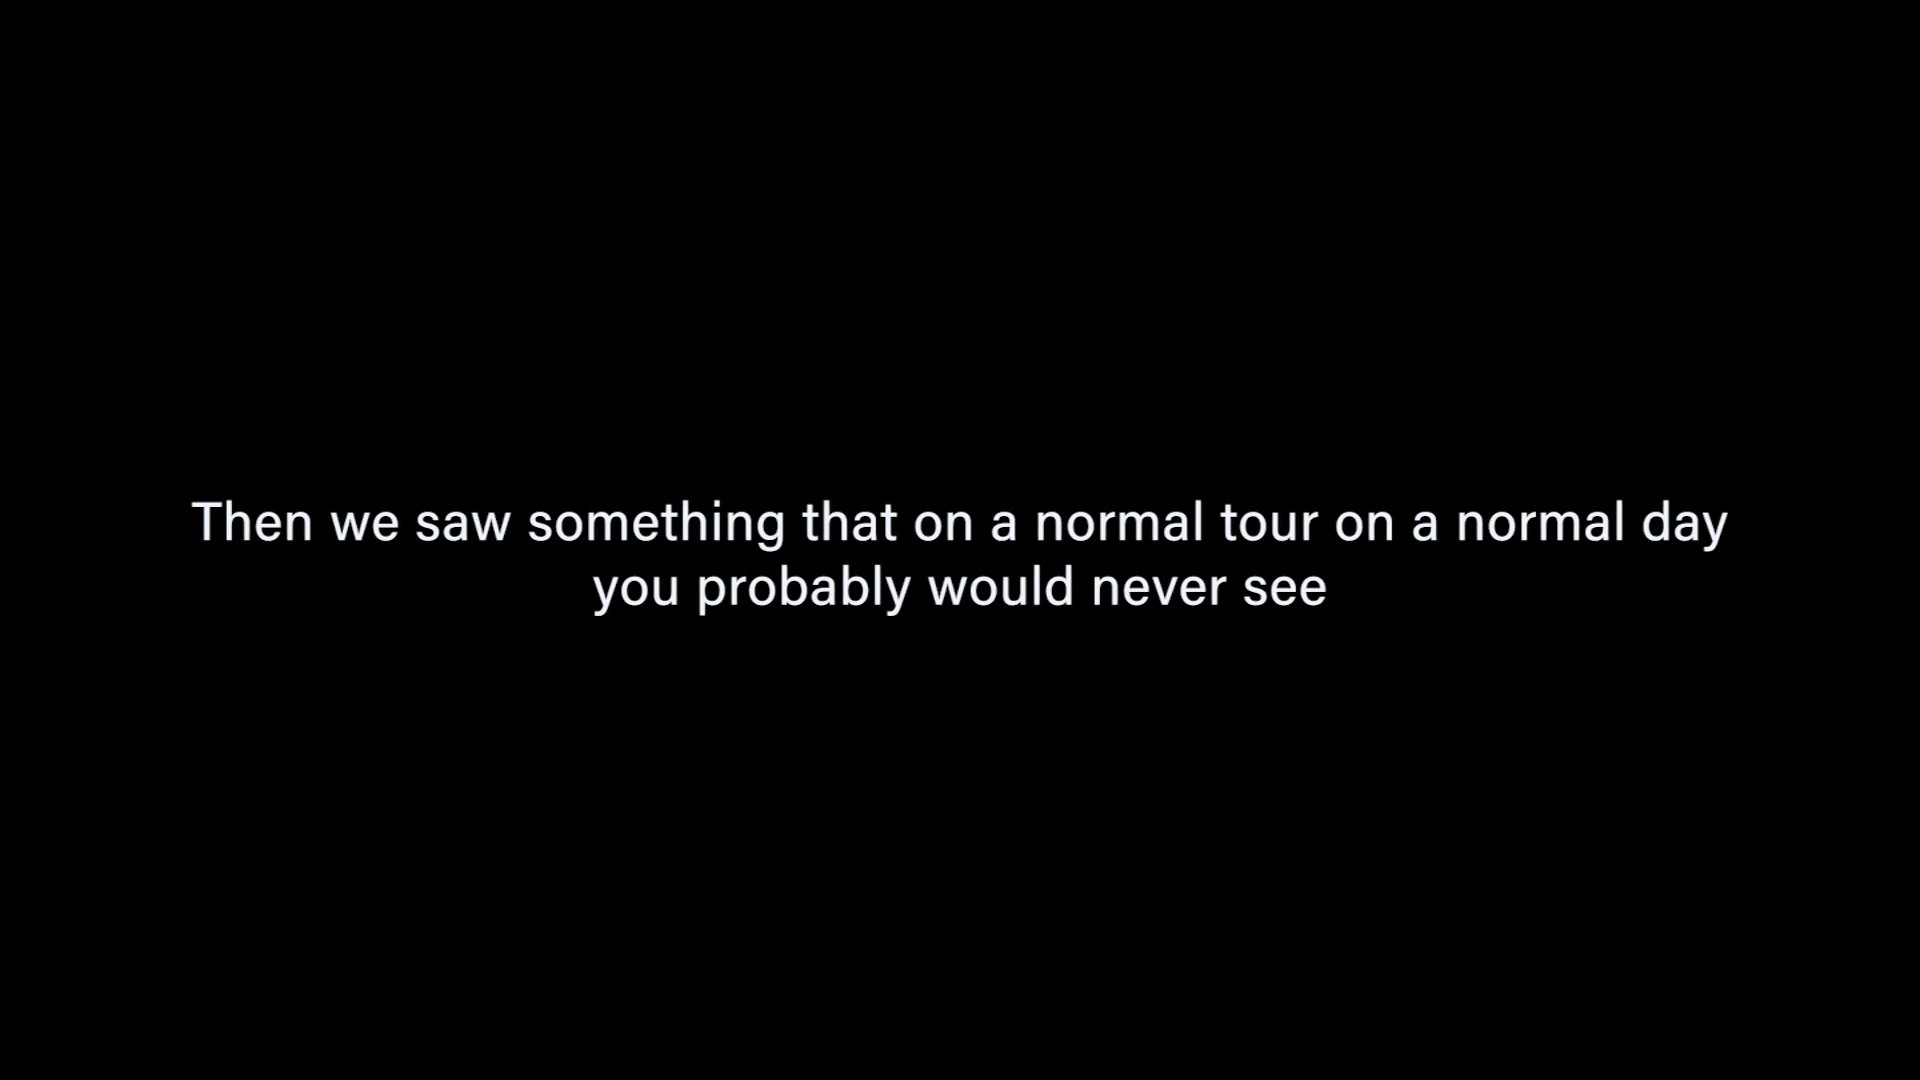 Then we saw something that on a normal tour on a normal day
you probably would never see